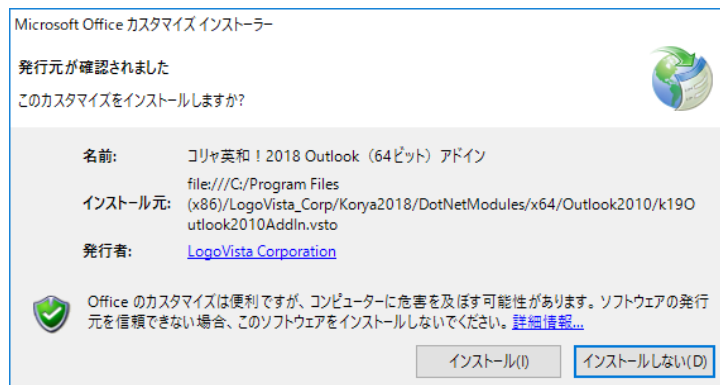 Microsoft Office カスタマイズ インストーラー
発行元が確認されました
このカスタマイズをインストールしますか?
名前: コリャ英和!2018 Outlook（64ビット）アドイン
file:///C:/Program Files
インストール元: (x86)/LogoVista_Corp/Korya2018/DotNetModules/x64/Outlook2010/k19O
utlook2010AddIn.vsto
発行者: LogoVista Corporation
Office のカスタマイズは便利ですが、コンピューターに危害を及ぼす可能性があります。ソフトウェアの発行
元を信頼できない場合、このソフトウェアをインストールしないでください。詳細情報...
インストール(I) インストールしない(D)